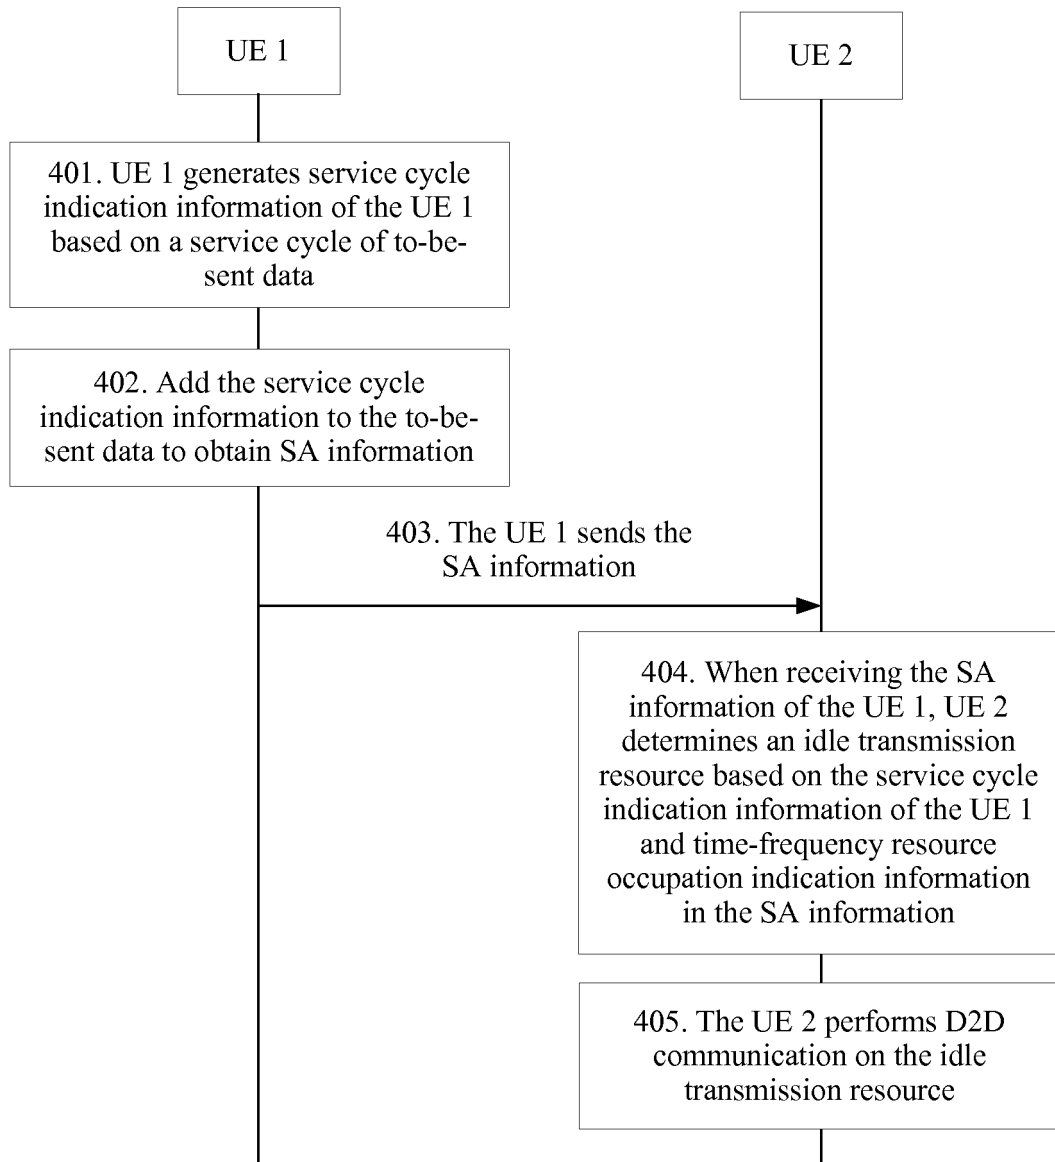 UE 1
UE 2
401. UE 1 generates service cycle
indication information of the UE 1
based on a service cycle of to-be-
sent data
402. Add the service cycle
indication information to the to-be-
sent data to obtain SA information
403. The UE 1 sends the
SA information
404. When receiving the SA
information of the UE 1, UE 2
determines an idle transmission
resource based on the service cycle
indication information of the UE 1
and time-frequency resource
occupation indication information
in the SA information
405. The UE 2 performs D2D
communication on the idle
transmission resource